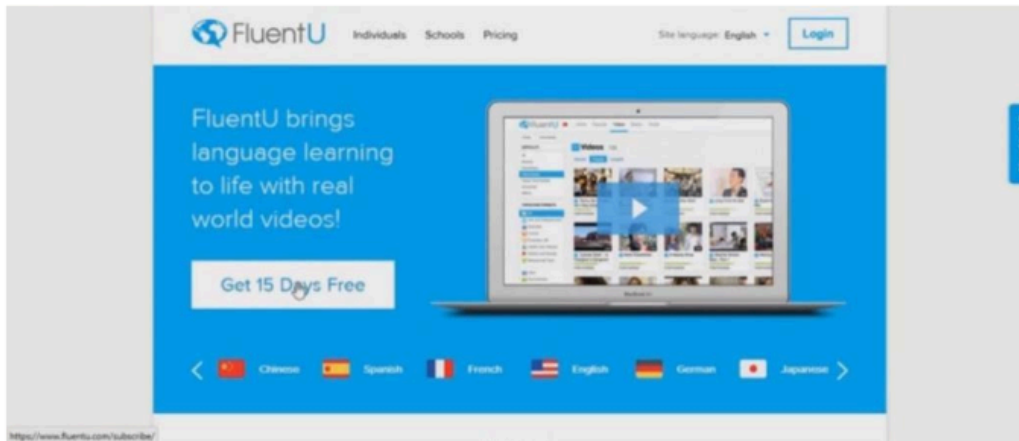 FluentU Individuals Schools Pricing Site language: English Login
FluentU brings
language learning
to life with real
world videos!
Videos
Get 15 Days Free
Chinese Spanish French English German Japanese
https://www.fluentu.com/subscribe/